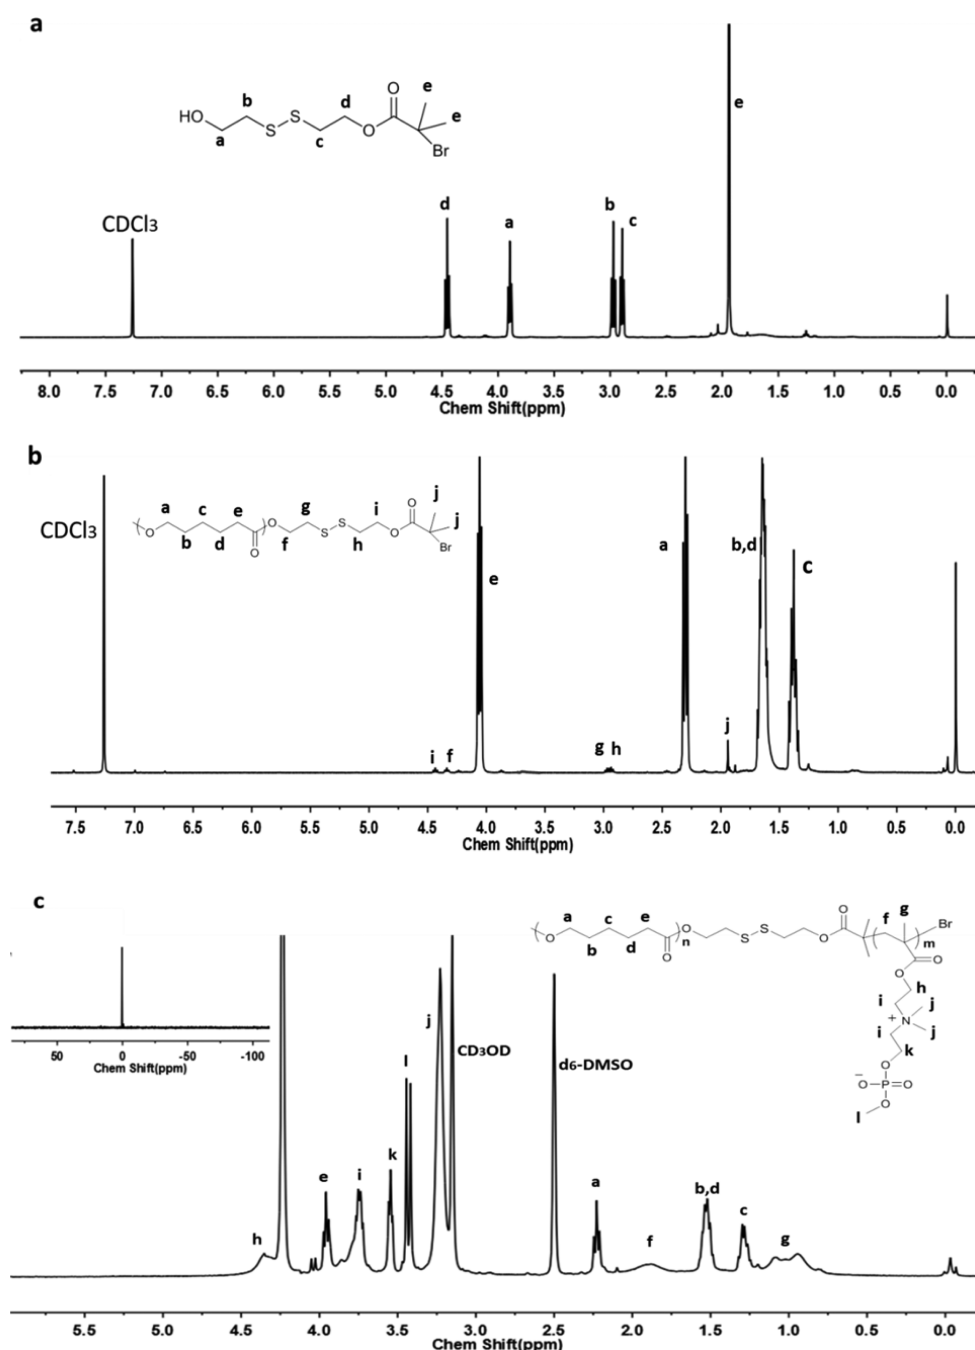 a
HO
a
b
S
S
c
d
O
O
e
e
Br
e
d
a
b
c
CDCl3
8.0 7.5 7.0 6.5 6.0 5.5 5.0 4.5 4.0 3.5 3.0 2.5 2.0 1.5 1.0 0.5 0.0
Chem Shift(ppm)
b
CDCl3
O
a
b
c
d
e
O
O
f
g
S
S
h
i
O
O
j
j
Br
i
f
e
g
h
a
j
b,d
c
7.5 7.0 6.5 6.0 5.5 5.0 4.5 4.0 3.5 3.0 2.5 2.0 1.5 1.0 0.5 0.0
Chem Shift(ppm)
c
50 0 -50 -100
Chem Shift(ppm)
O
a
b
c
d
e
O
O
n
S
S
O
O
f
g
Br
m
O
O
h
i
j
N
+
j
i
k
O
−
O
P
O
O
l
h
e
i
k
l
j
CD3OD
d6-DMSO
a
f
b,d
c
g
5.5 5.0 4.5 4.0 3.5 3.0 2.5 2.0 1.5 1.0 0.5 0.0
Chem Shift(ppm)